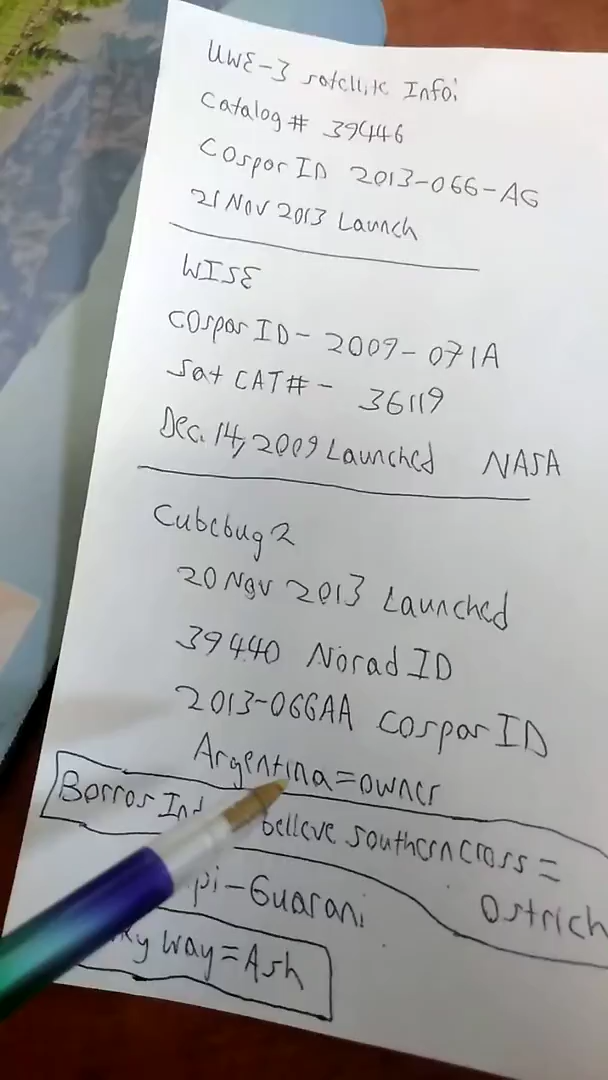 UWE-3 satellite Info:
Catalog # 39446
Cospar ID 2013-066-AG
21 Nov 2013 Launch
WISE
Cospar ID- 2009-071A
Sat CAT#- 36119
Dec. 14, 2009 Launched NASA
Cubebug 2
20 Nov 2013 Launched
39440 Norad ID
2013-066AA Cospar ID
Argentina=owner
believe southern cross=
Ostrich
pi-Guarani
Way=Ash